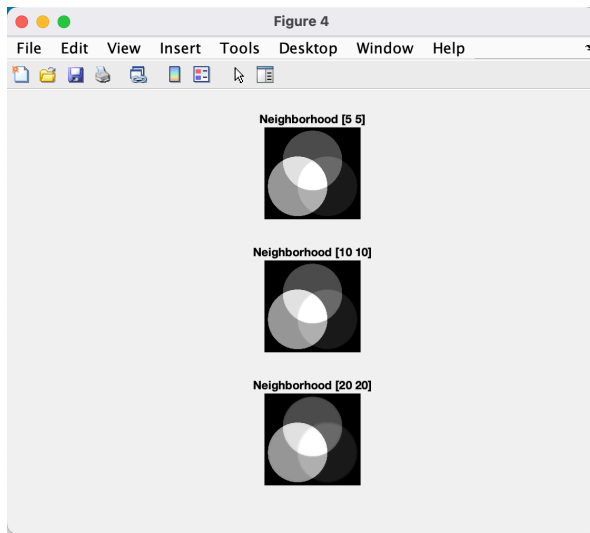 Figure 4
File Edit View Insert Tools Desktop Window Help
Neighborhood [5 5]
Neighborhood [10 10]
Neighborhood [20 20]